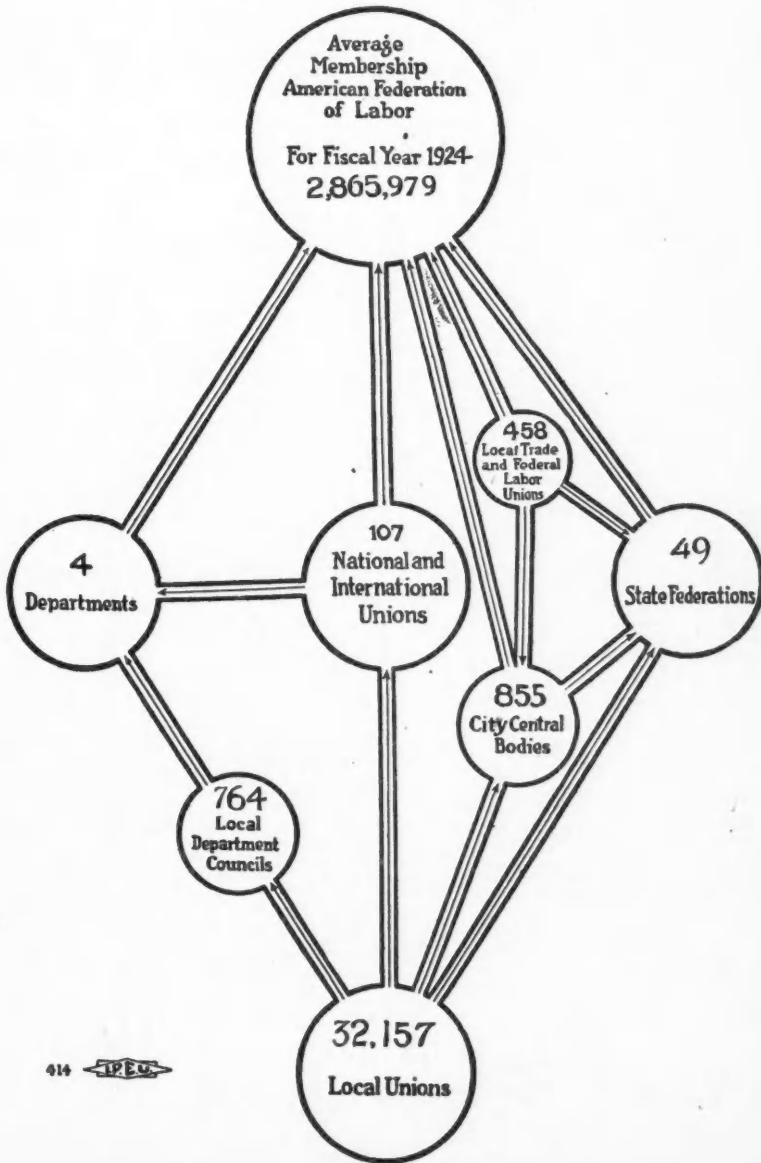 Average
Membership
American Federation
of Labor
For Fiscal Year 1924
2,865,979
458
Local Trade
and Federal
Labor
Unions
4
Departments
107
National and
International
Unions
49
State Federations
855
City Central
Bodies
764
Local
Department
Councils
32,157
Local Unions
414 I.P.E.U.